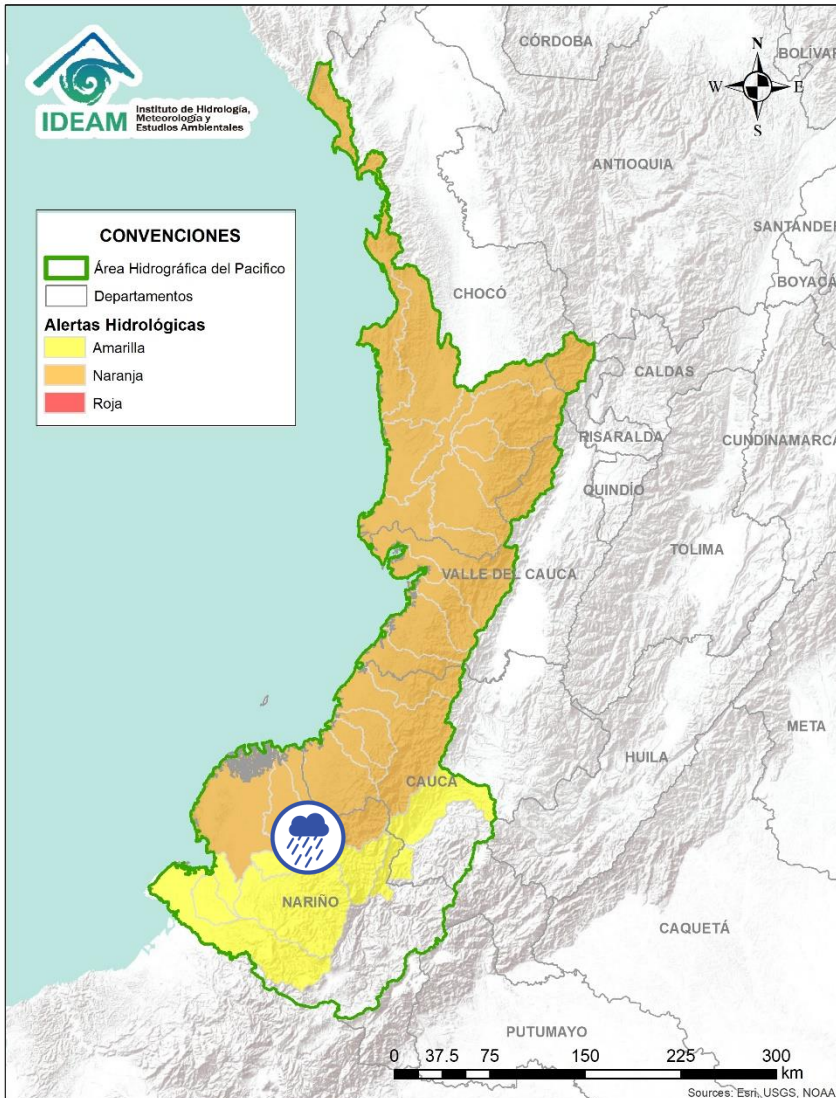 IDEAM
Instituto de Hidrología,
Meteorología y
Estudios Ambientales
CÓRDOBA
BOLÍVAR
N
W
E
S
ANTIOQUIA
SANTANDER
BOYACÁ
CONVENCIONES
Área Hidrográfica del Pacifico
Departamentos
Alertas Hidrológicas
Amarilla
Naranja
Roja
CHOCÓ
CALDAS
RISARALDA
CUNDINAMARCA
QUINDÍO
TOLIMA
VALLE DEL CAUCA
META
HUILA
CAUCA
NARIÑO
CAQUETÁ
PUTUMAYO
0 37.5 75 150 225 300
km
Sources: Esri, USGS, NOAA